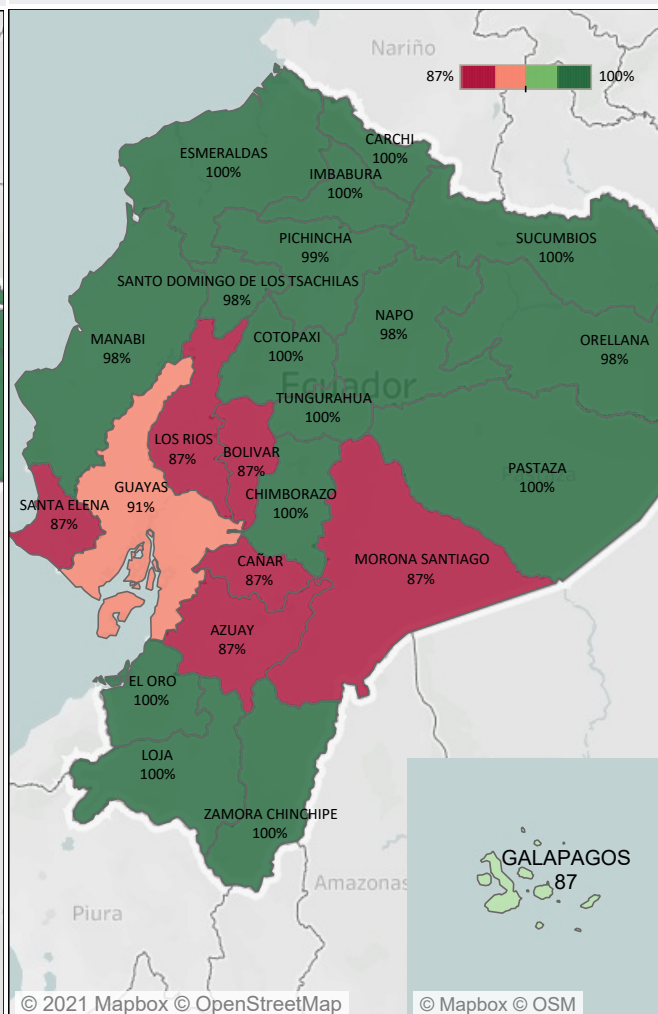 Nariño
87%
100%
CARCHI
100%
ESMERALDAS
100%
IMBABURA
100%
PICHINCHA
99%
SUCUMBIOS
100%
SANTO DOMINGO DE LOS TSACHILAS
98%
NAPO
98%
MANABI
98%
COTOPAXI
100%
ORELLANA
98%
Ecuador
TUNGURAHUA
100%
LOS RIOS
87%
BOLIVAR
87%
PASTAZA
100%
GUAYAS
91%
CHIMBORAZO
100%
SANTA ELENA
87%
CAÑAR
87%
MORONA SANTIAGO
87%
AZUAY
87%
EL ORO
100%
LOJA
100%
ZAMORA CHINCHIPE
100%
GALAPAGOS
87
Amazonas
Piura
© 2021 Mapbox © OpenStreetMap
© Mapbox © OSM